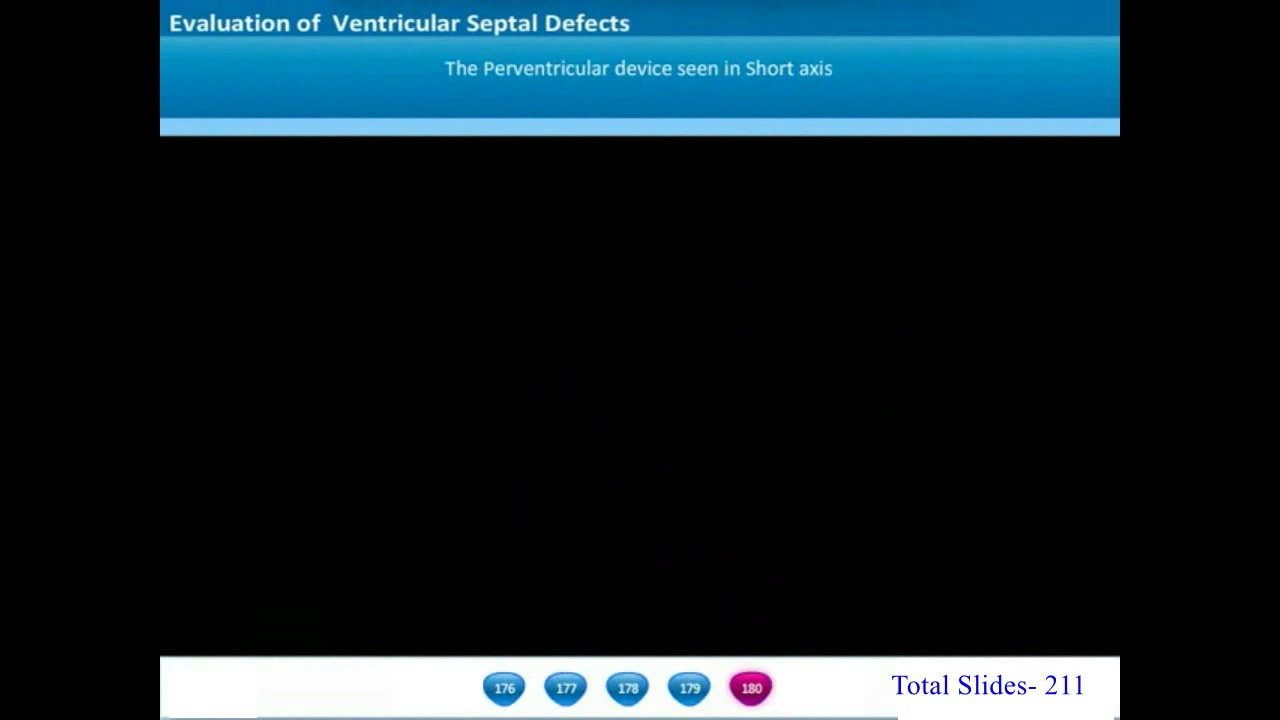 Evaluation of Ventricular Septal Defects
The Perventricular device seen in Short axis
176 177 178 179 180
Total Slides- 211